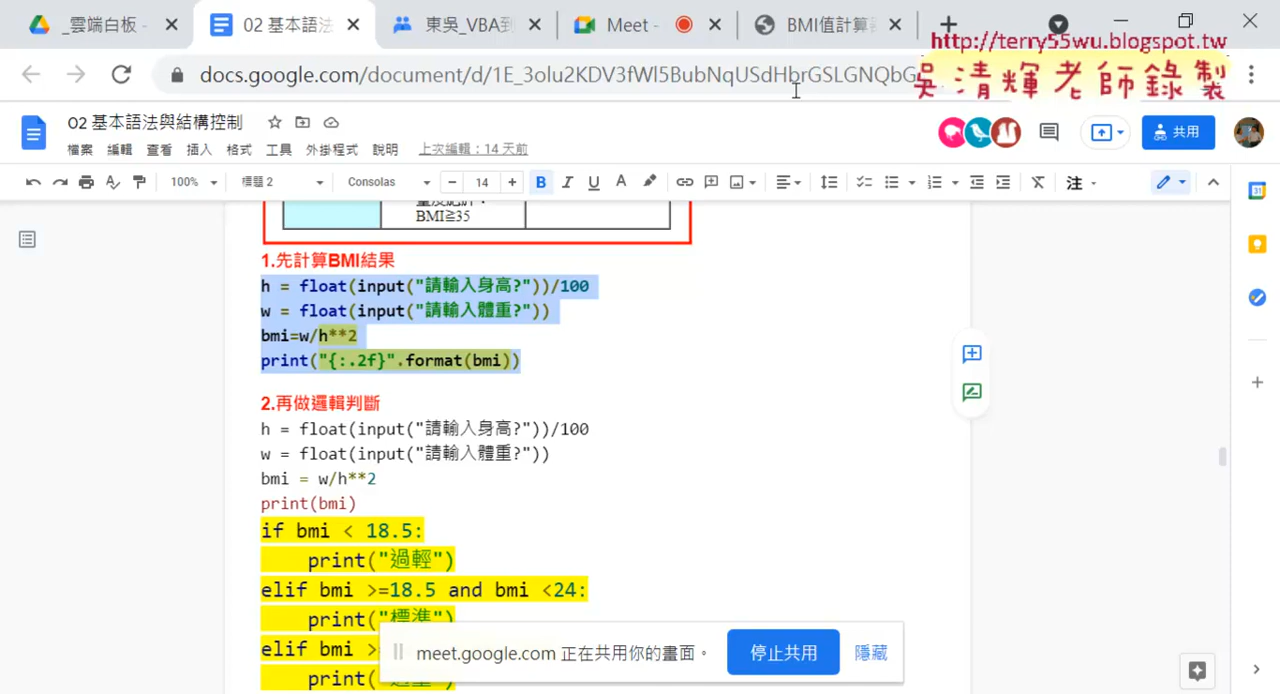 _雲端白板 -
02 基本語法
東吳_VBA到
Meet -
BMI值計算
http://terry55wu.blogspot.tw
吳清輝老師錄製
docs.google.com/document/d/1E_3olu2KDV3fWl5BubNqUSdHbrGSLGNQbG
02 基本語法與結構控制
共用
檔案 編輯 查看 插入 格式 工具 外掛程式 說明 上次編輯：14 天前
100% 標題 2 Consolas 14 B I U A 注
BMI≧35
1.先計算BMI結果
h = float(input("請輸入身高?"))/100
w = float(input("請輸入體重?"))
bmi=w/h**2
print("{:.2f}".format(bmi))
2.再做邏輯判斷
h = float(input("請輸入身高?"))/100
w = float(input("請輸入體重?"))
bmi = w/h**2
print(bmi)
if bmi < 18.5:
print("過輕")
elif bmi >=18.5 and bmi <24:
print("標準")
elif bmi >
print("過重"
meet.google.com 正在共用你的畫面。 停止共用 隱藏